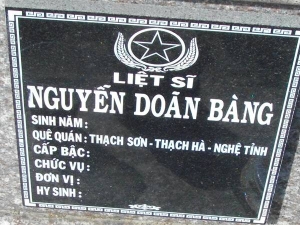 LIỆT SĨ
NGUYỄN DOÃN BÀNG
SINH NĂM :
QUÊ QUÁN : THẠCH SƠN - THẠCH HÀ - NGHỆ TĨNH
CẤP BẬC :
CHỨC VỤ :
ĐƠN VỊ :
HY SINH :